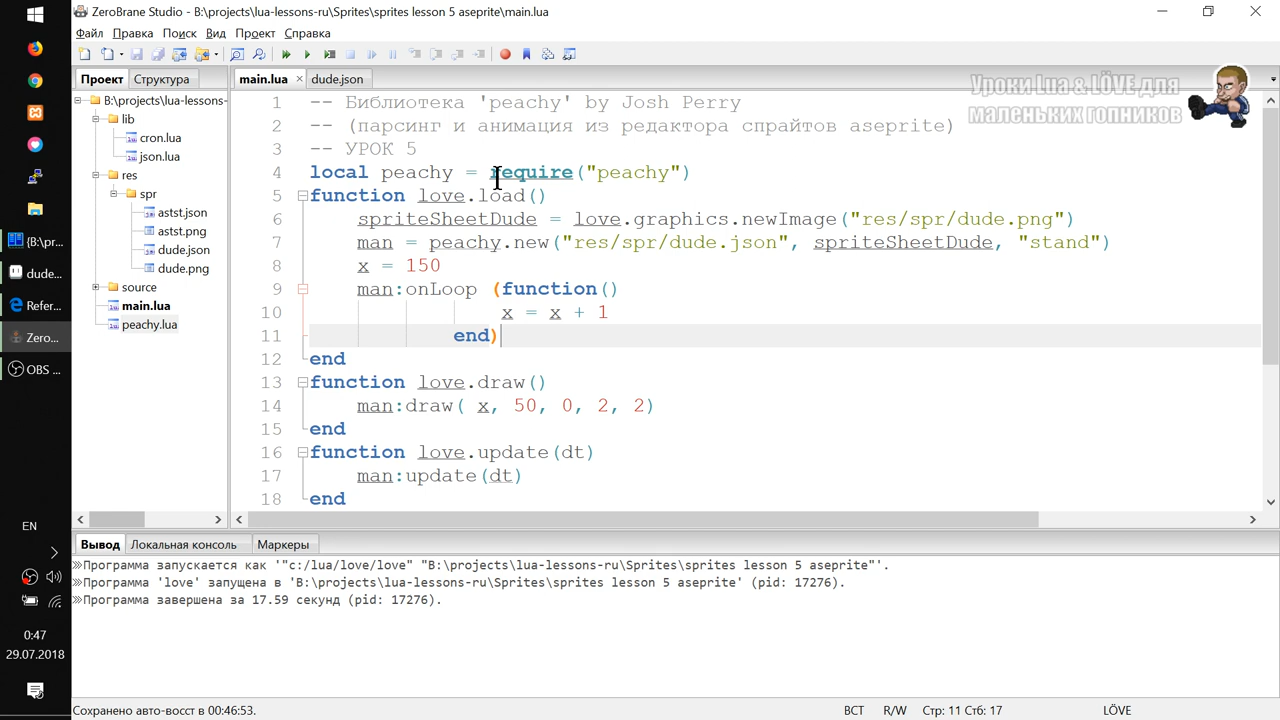 ZeroBrane Studio - B:\projects\lua-lessons-ru\Sprites\sprites lesson 5 aseprite\main.lua
Файл Правка Поиск Вид Проект Справка
Проект Структура
main.lua dude.json
B:\projects\lua-lessons-
lib
cron.lua
json.lua
res
spr
astst.json
astst.png
dude.json
dude.png
source
main.lua
peachy.lua
Уроки Lua & LÖVE для
маленьких гопников
1 -- Библиотека 'peachy' by Josh Perry
2 -- (парсинг и анимация из редактора спрайтов aseprite)
3 -- УРОК 5
4 local peachy = require("peachy")
5 function love.load()
6 spriteSheetDude = love.graphics.newImage("res/spr/dude.png")
7 man = peachy.new("res/spr/dude.json", spriteSheetDude, "stand")
8 x = 150
9 man:onLoop (function()
10 x = x + 1
11 end)
12 end
13 function love.draw()
14 man:draw( x, 50, 0, 2, 2)
15 end
16 function love.update(dt)
17 man:update(dt)
18 end
Вывод Локальная консоль Маркеры
Программа запускается как '"c:/lua/love/love" "B:\projects\lua-lessons-ru\Sprites\sprites lesson 5 aseprite"'.
Программа 'love' запущена в 'B:\projects\lua-lessons-ru\Sprites\sprites lesson 5 aseprite' (pid: 17276).
Программа завершена за 17.59 секунд (pid: 17276).
Сохранено авто-восст в 00:46:53.
ВСТ R/W Стр: 11 Стб: 17 LÖVE
{B:\pr...
dude...
Refer...
Zero...
OBS ...
EN
0:47
29.07.2018